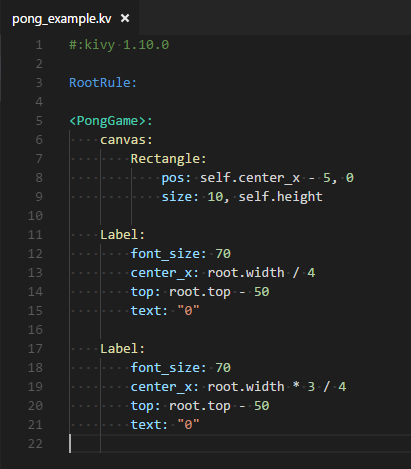 pong_example.kv ×
1 #:kivy 1.10.0
2
3 RootRule:
4
5 <PongGame>:
6     canvas:
7         Rectangle:
8             pos: self.center_x - 5, 0
9             size: 10, self.height
10
11     Label:
12         font_size: 70
13         center_x: root.width / 4
14         top: root.top - 50
15         text: "0"
16
17     Label:
18         font_size: 70
19         center_x: root.width * 3 / 4
20         top: root.top - 50
21         text: "0"
22